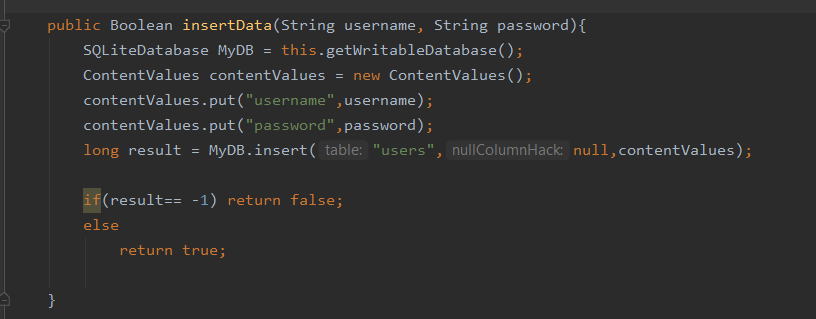 public Boolean insertData(String username, String password){
SQLiteDatabase MyDB = this.getWritableDatabase();
ContentValues contentValues = new ContentValues();
contentValues.put("username",username);
contentValues.put("password",password);
long result = MyDB.insert( table: "users", nullColumnHack: null,contentValues);
if(result== -1) return false;
else
return true;
}